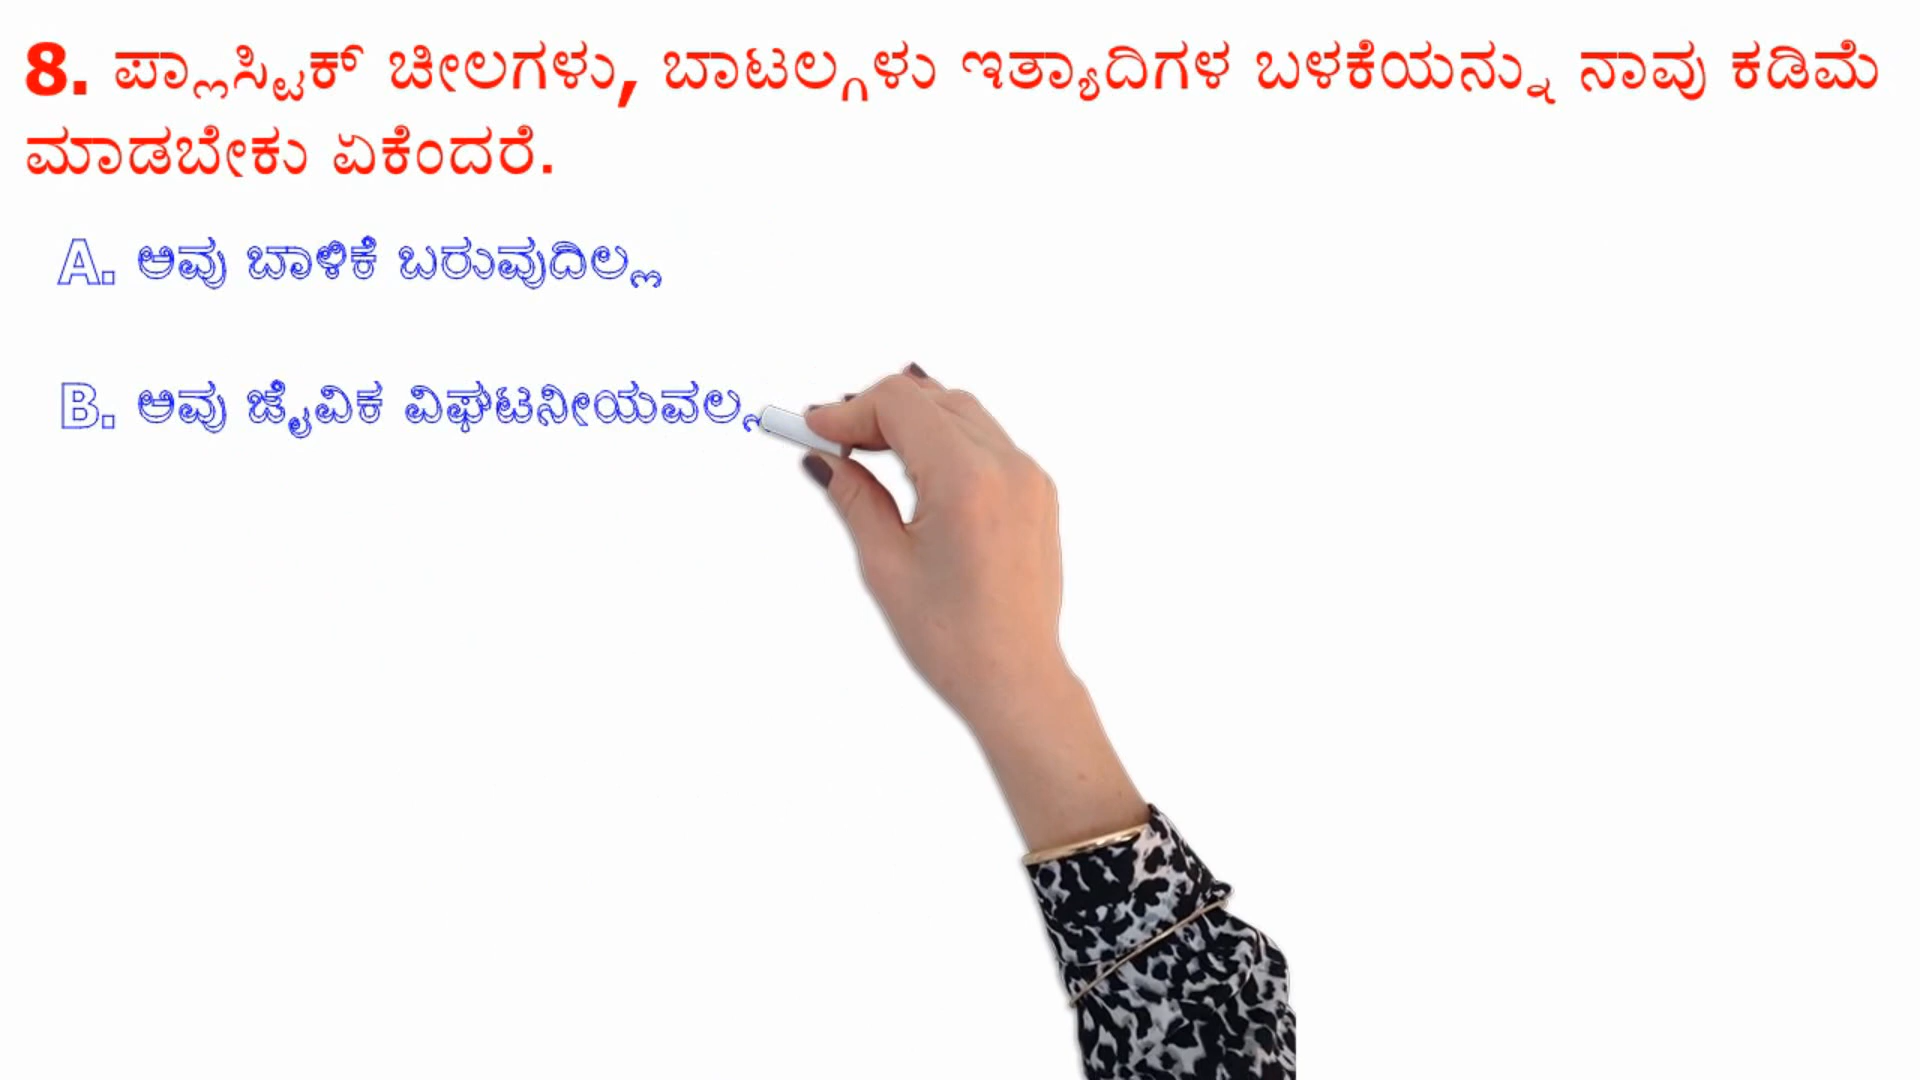 8. ಪ್ಲಾಸ್ಟಿಕ್ ಚೀಲಗಳು, ಬಾಟಲ್ಗಳು ಇತ್ಯಾದಿಗಳ ಬಳಕೆಯನ್ನು ನಾವು ಕಡಿಮೆ
ಮಾಡಬೇಕು ಏಕೆಂದರೆ.
A. ಅವು ಬಾಳಿಕೆ ಬರುವುದಿಲ್ಲ
B. ಅವು ಜೈವಿಕ ವಿಘಟನೀಯವಲ್ಲ